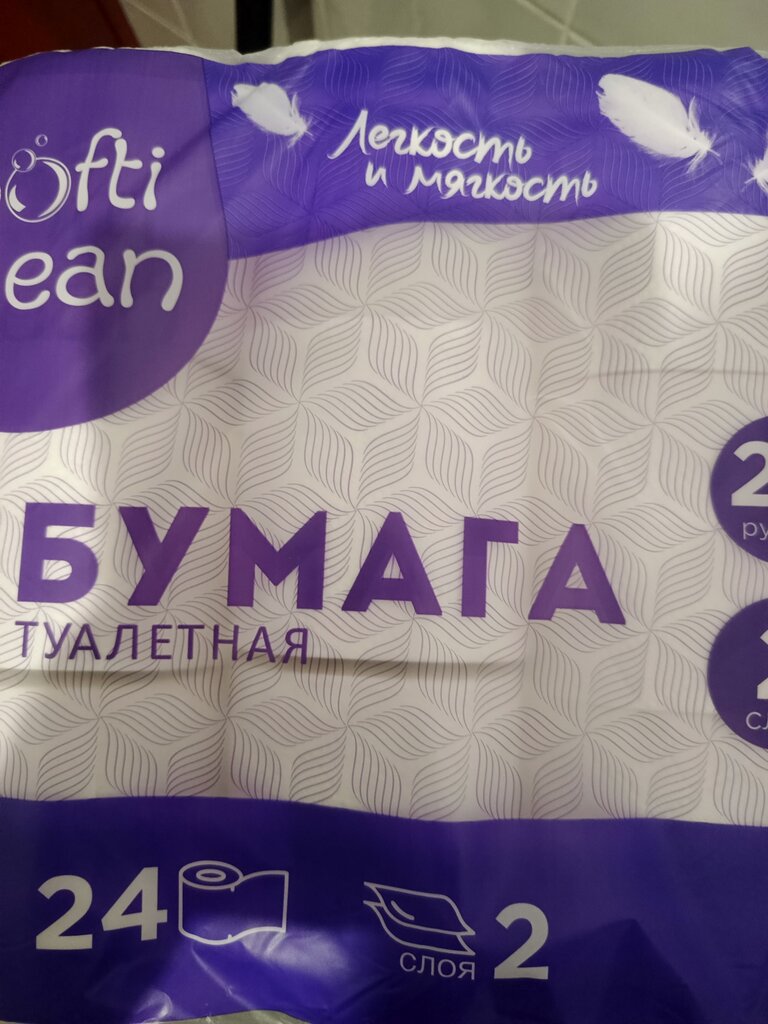 ofti
ean
Легкость
и мягкость
БУМАГА
ТУАЛЕТНАЯ
24
СЛОЯ 2